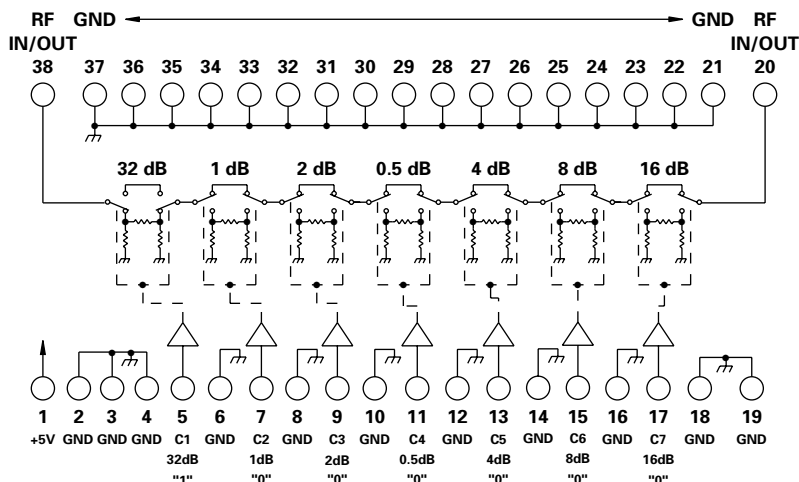 RF GND GND RF
IN/OUT IN/OUT
38 37 36 35 34 33 32 31 30 29 28 27 26 25 24 23 22 21 20
32 dB 1 dB 2 dB 0.5 dB 4 dB 8 dB 16 dB
1 2 3 4 5 6 7 8 9 10 11 12 13 14 15 16 17 18 19
+5V GND GND GND C1 GND C2 GND C3 GND C4 GND C5 GND C6 GND C7 GND GND
32dB 1dB 2dB 0.5dB 4dB 8dB 16dB
"1" "0" "0" "0" "0" "0" "0"